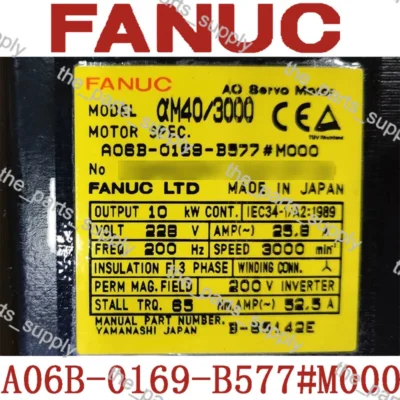 FANUC
FANUC AC Servo Motor
MODEL αM40/3000
MOTOR SPEC.
A06B-0169-B577#M000
No
FANUC LTD MADE IN JAPAN
OUTPUT 10 kW CONT. IEC34-1/A2:1989
VOLT 228 V AMP(~) 25.8
FREQ. 200 Hz SPEED 3000 min⁻¹
INSULATION F 3 PHASE WINDING CONN. 人
PERM MAG. FIELD 200 V INVERTER
STALL TRQ. 65 Nm AMP(~) 52.5 A
MANUAL PART NUMBER.
YAMANASHI JAPAN B-65142E
A06B-0169-B577#M000
the_parts_supply